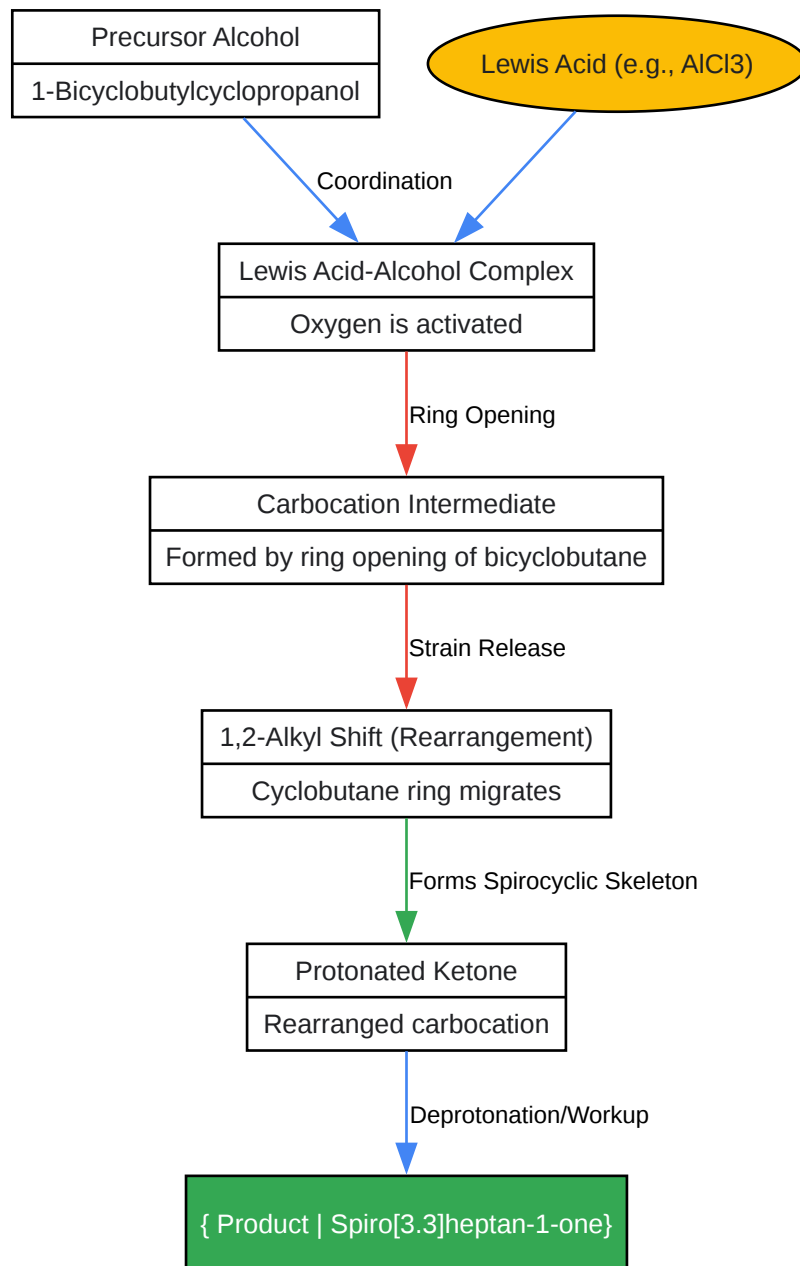 Precursor Alcohol
1-Bicyclobutylcyclopropanol
Lewis Acid (e.g., AlCl3)
Coordination
Lewis Acid-Alcohol Complex
Oxygen is activated
Ring Opening
Carbocation Intermediate
Formed by ring opening of bicyclobutane
Strain Release
1,2-Alkyl Shift (Rearrangement)
Cyclobutane ring migrates
Forms Spirocyclic Skeleton
Protonated Ketone
Rearranged carbocation
Deprotonation/Workup
{ Product | Spiro[3.3]heptan-1-one}